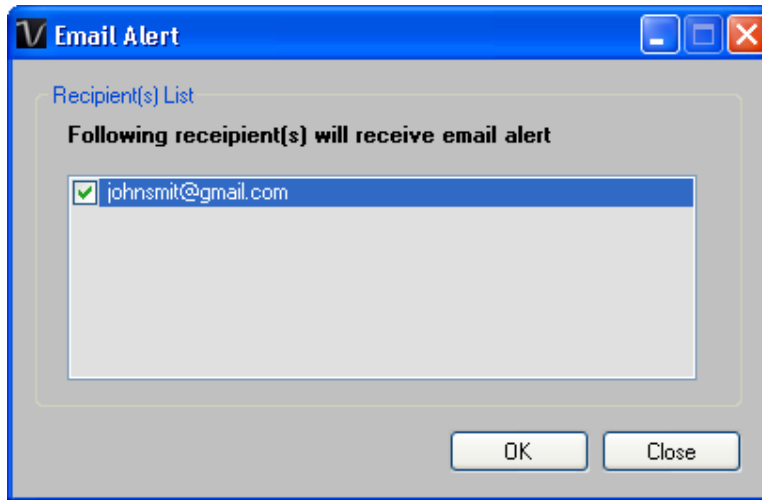 Email Alert
Recipient(s) List
Following receipient(s) will receive email alert
johnsmit@gmail.com
OK
Close